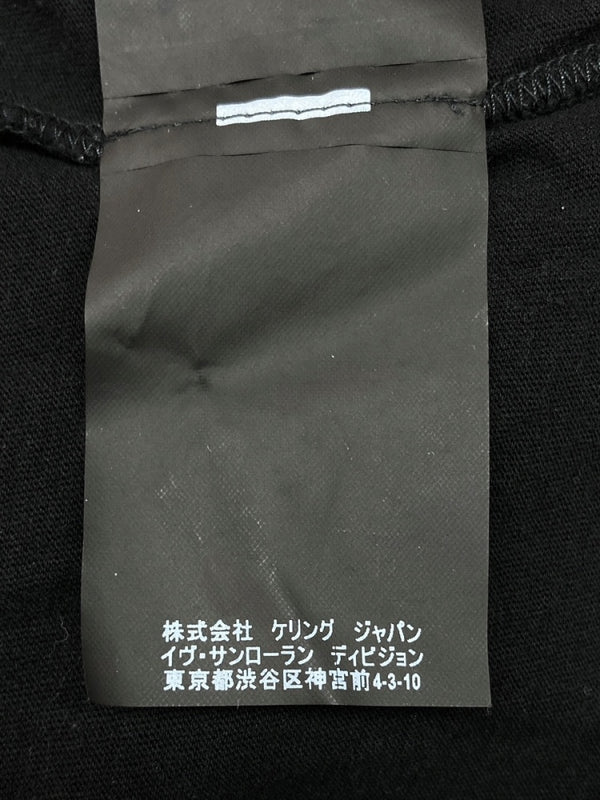 株式会社 ケリング ジャパン
イヴ・サンローラン ディビジョン
東京都渋谷区神宮前4-3-10